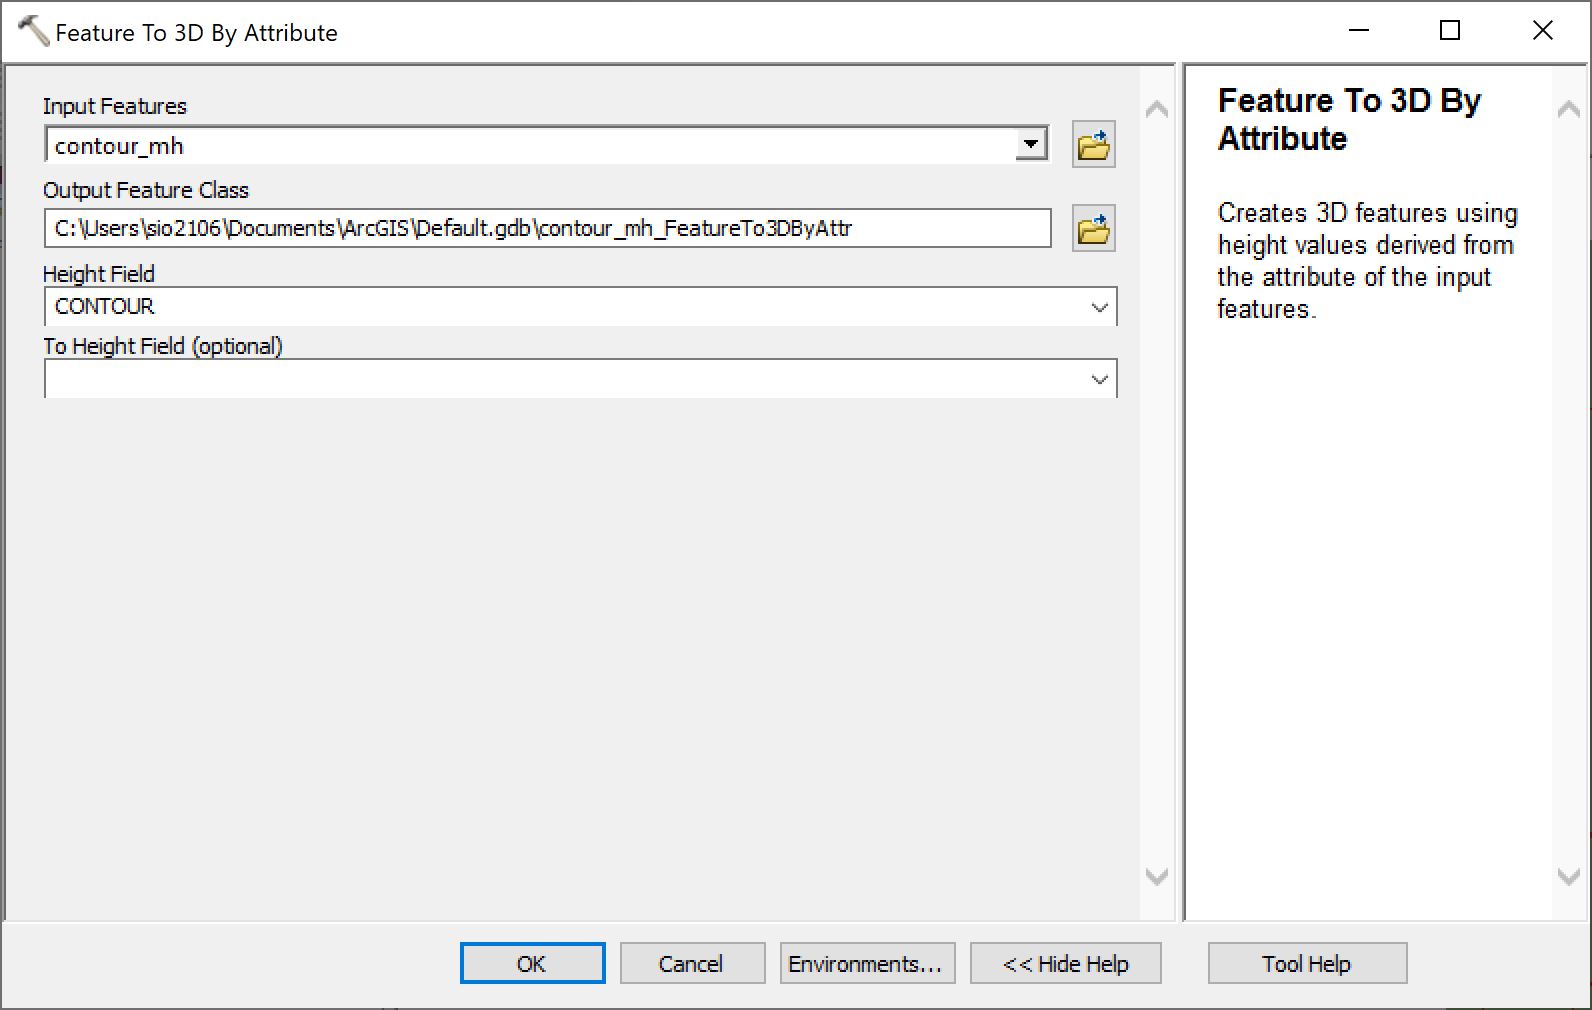 Feature To 3D By Attribute
Input Features
contour_mh
Output Feature Class
C:\Users\sio2106\Documents\ArcGIS\Default.gdb\contour_mh_FeatureTo3DByAttr
Height Field
CONTOUR
To Height Field (optional)
Feature To 3D By
Attribute
Creates 3D features using
height values derived from
the attribute of the input
features.
OK
Cancel
Environments...
<< Hide Help
Tool Help